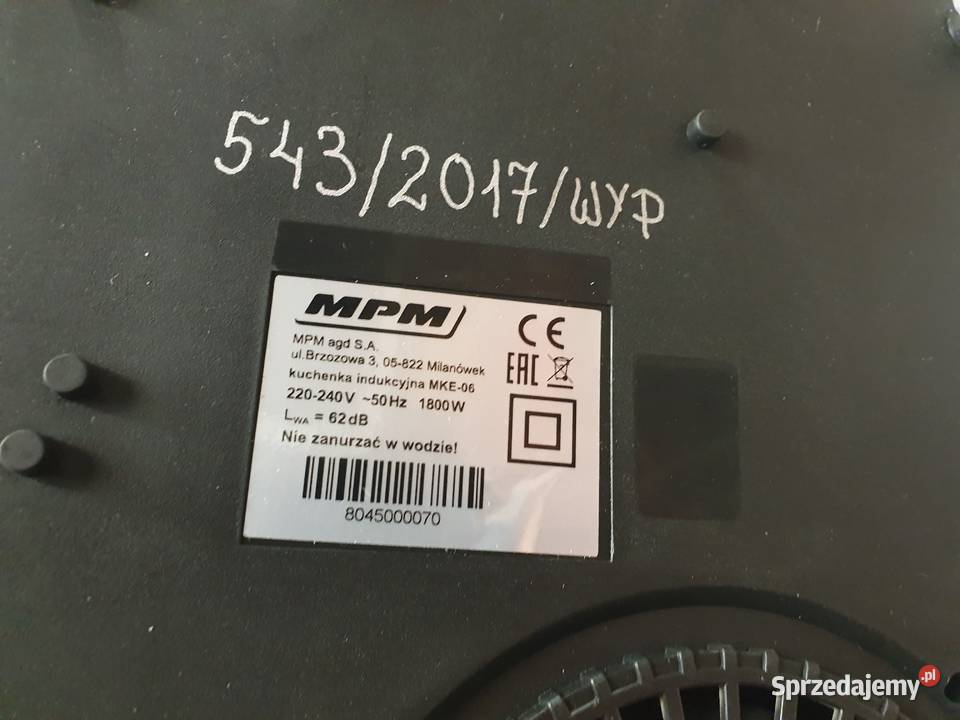 543/2017/WYP
MPM
MPM agd S.A.
ul.Brzozowa 3, 05-822 Milanówek
kuchenka indukcyjna MKE-06
220-240V ~50Hz 1800W
LWA = 62dB
Nie zanurzać w wodzie!
8045000070
CE
EAC
Sprzedajemy.pl